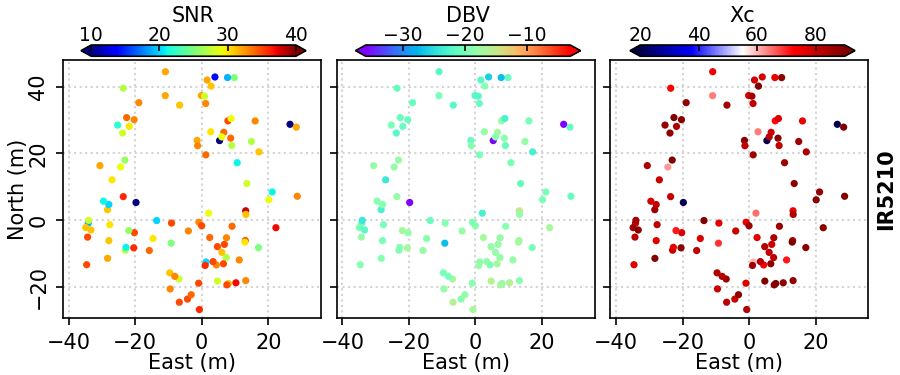 SNR DBV Xc
10 20 30 40 −30 −20 −10 20 40 60 80
40
20
0
−20
North (m)
IR5210
−40 −20 0 20 −40 −20 0 20 −40 −20 0 20
East (m) East (m) East (m)